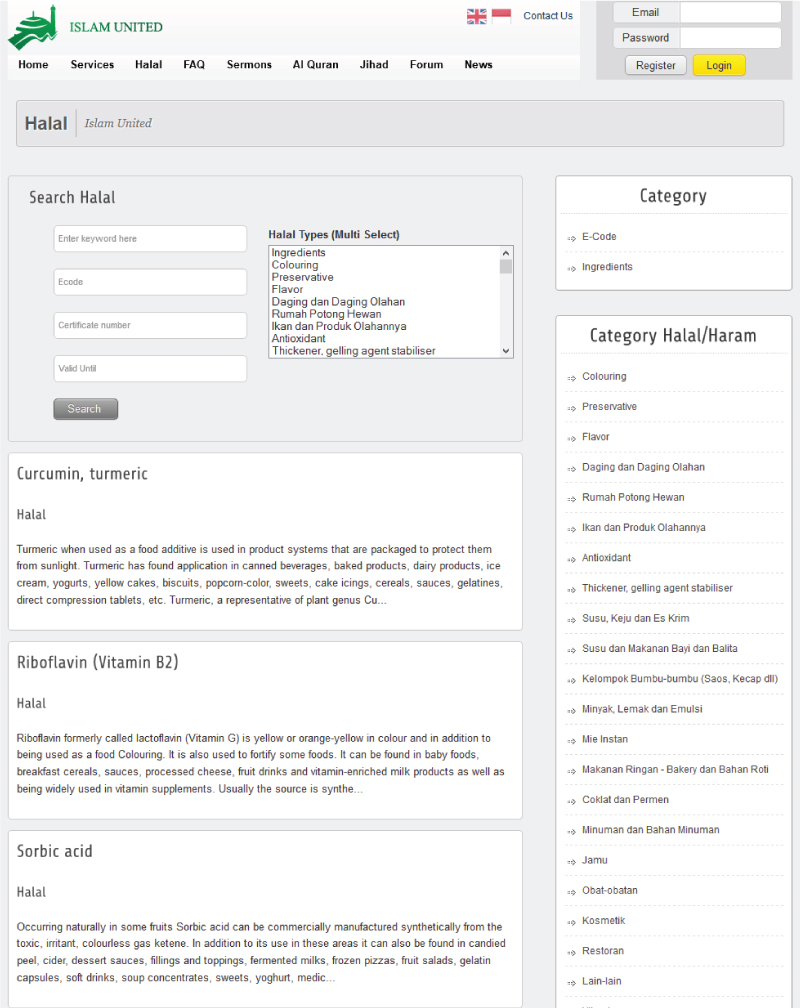 ISLAM UNITED
Contact Us
Email
Password
Register
Login
Home Services Halal FAQ Sermons Al Quran Jihad Forum News
Halal
Islam United
Search Halal
Enter keyword here
Ecode
Certificate number
Valid Until
Search
Halal Types (Multi Select)
Ingredients
Colouring
Preservative
Flavor
Daging dan Daging Olahan
Rumah Potong Hewan
Ikan dan Produk Olahannya
Antioxidant
Thickener, gelling agent stabiliser
Curcumin, turmeric
Halal
Turmeric when used as a food additive is used in product systems that are packaged to protect them
from sunlight. Turmeric has found application in canned beverages, baked products, dairy products, ice
cream, yogurts, yellow cakes, biscuits, popcorn-color, sweets, cake icings, cereals, sauces, gelatines,
direct compression tablets, etc. Turmeric, a representative of plant genus Cu...
Riboflavin (Vitamin B2)
Halal
Riboflavin formerly called lactoflavin (Vitamin G) is yellow or orange-yellow in colour and in addition to
being used as a food Colouring. It is also used to fortify some foods. It can be found in baby foods,
breakfast cereals, sauces, processed cheese, fruit drinks and vitamin-enriched milk products as well as
being widely used in vitamin supplements. Usually the source is synthe...
Sorbic acid
Halal
Occurring naturally in some fruits Sorbic acid can be commercially manufactured synthetically from the
toxic, irritant, colourless gas ketene. In addition to its use in these areas it can also be found in candied
peel, cider, dessert sauces, fillings and toppings, fermented milks, frozen pizzas, fruit salads, gelatin
capsules, soft drinks, soup concentrates, sweets, yoghurt, medic...
Category
E-Code
Ingredients
Category Halal/Haram
Colouring
Preservative
Flavor
Daging dan Daging Olahan
Rumah Potong Hewan
Ikan dan Produk Olahannya
Antioxidant
Thickener, gelling agent stabiliser
Susu, Keju dan Es Krim
Susu dan Makanan Bayi dan Balita
Kelompok Bumbu-bumbu (Saos, Kecap dll)
Minyak, Lemak dan Emulsi
Mie Instan
Makanan Ringan - Bakery dan Bahan Roti
Coklat dan Permen
Minuman dan Bahan Minuman
Jamu
Obat-obatan
Kosmetik
Restoran
Lain-lain